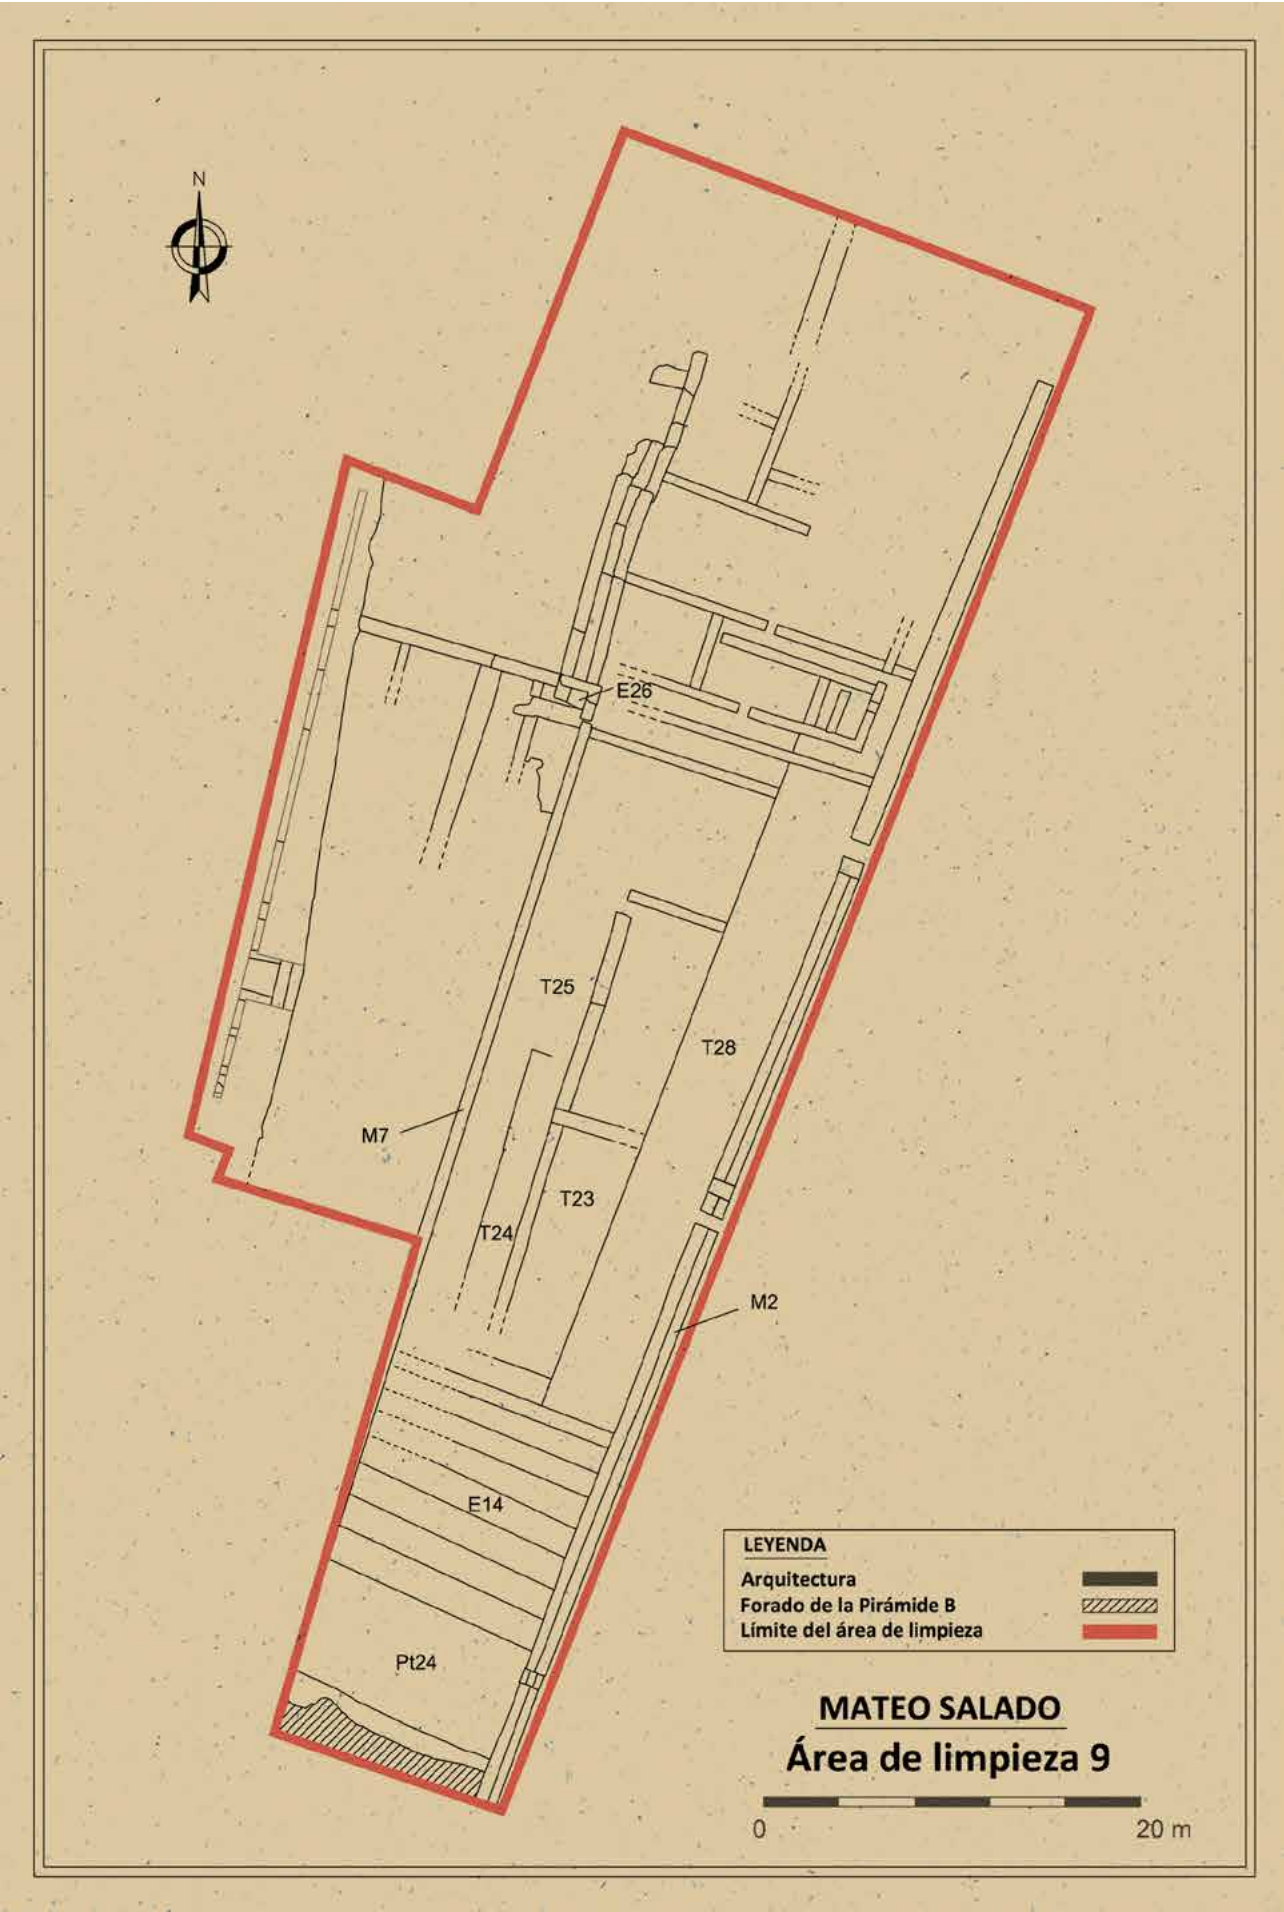 N
E26
T25
T28
M7
T23
T24
M2
E14
Pt24
LEYENDA
Arquitectura
Forado de la Pirámide B
Límite del área de limpieza
MATEO SALADO
Área de limpieza 9
0
20 m